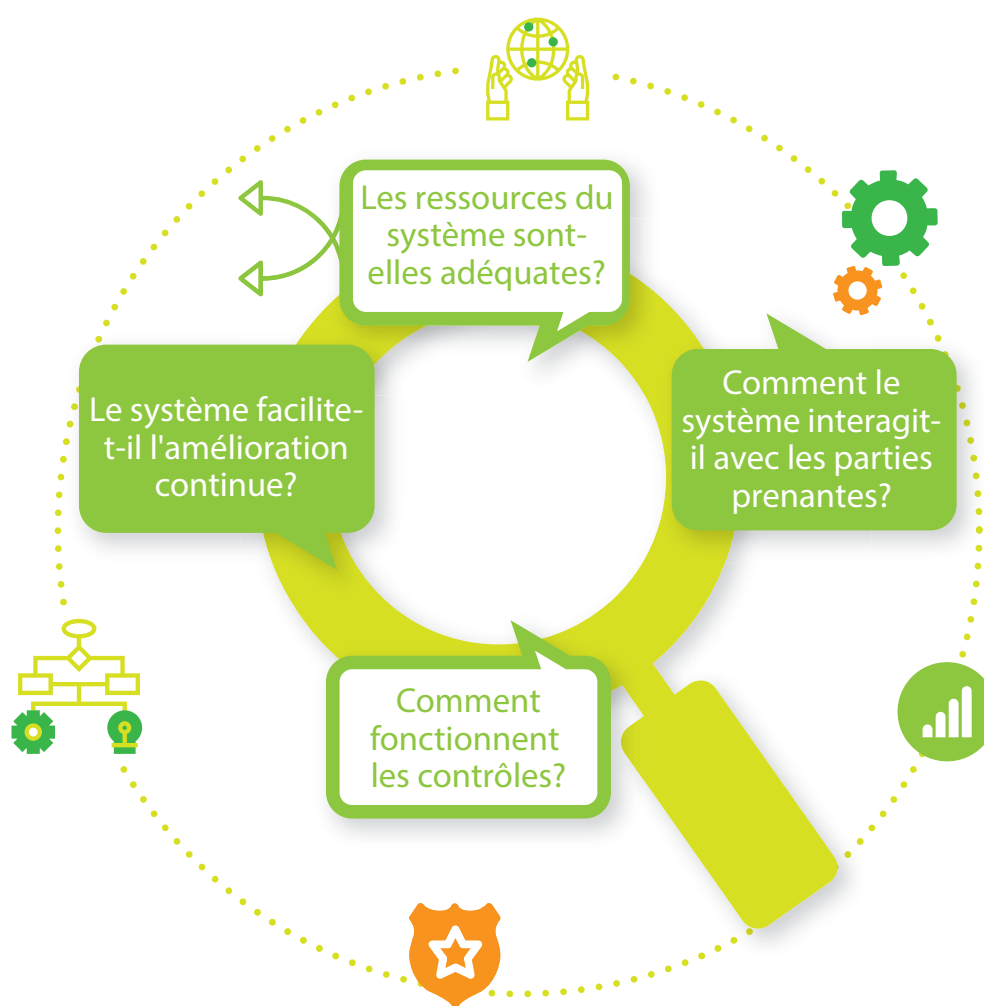 Les ressources du
système sont-
elles adéquates?
Le système facilite-
t-il l'amélioration
continue?
Comment le
système interagit-
il avec les parties
prenantes?
Comment
fonctionnent
les contrôles?